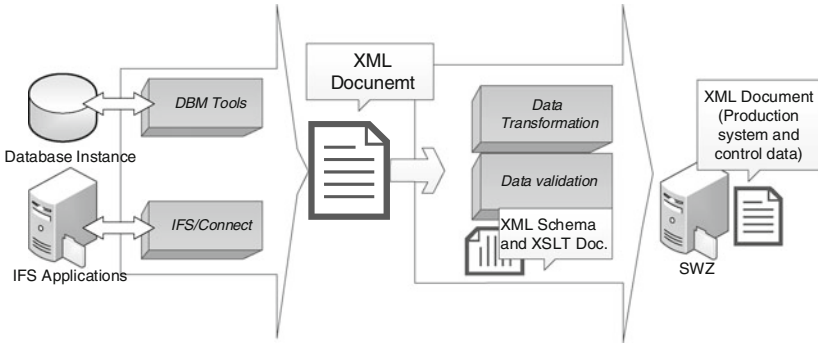 DBM Tools
Database Instance
IFS/Connect
IFS Applications
XML
Docunemt
Data
Transformation
Data validation
XML Schema
and XSLT Doc.
XML Document
(Production
system and
control data)
SWZ